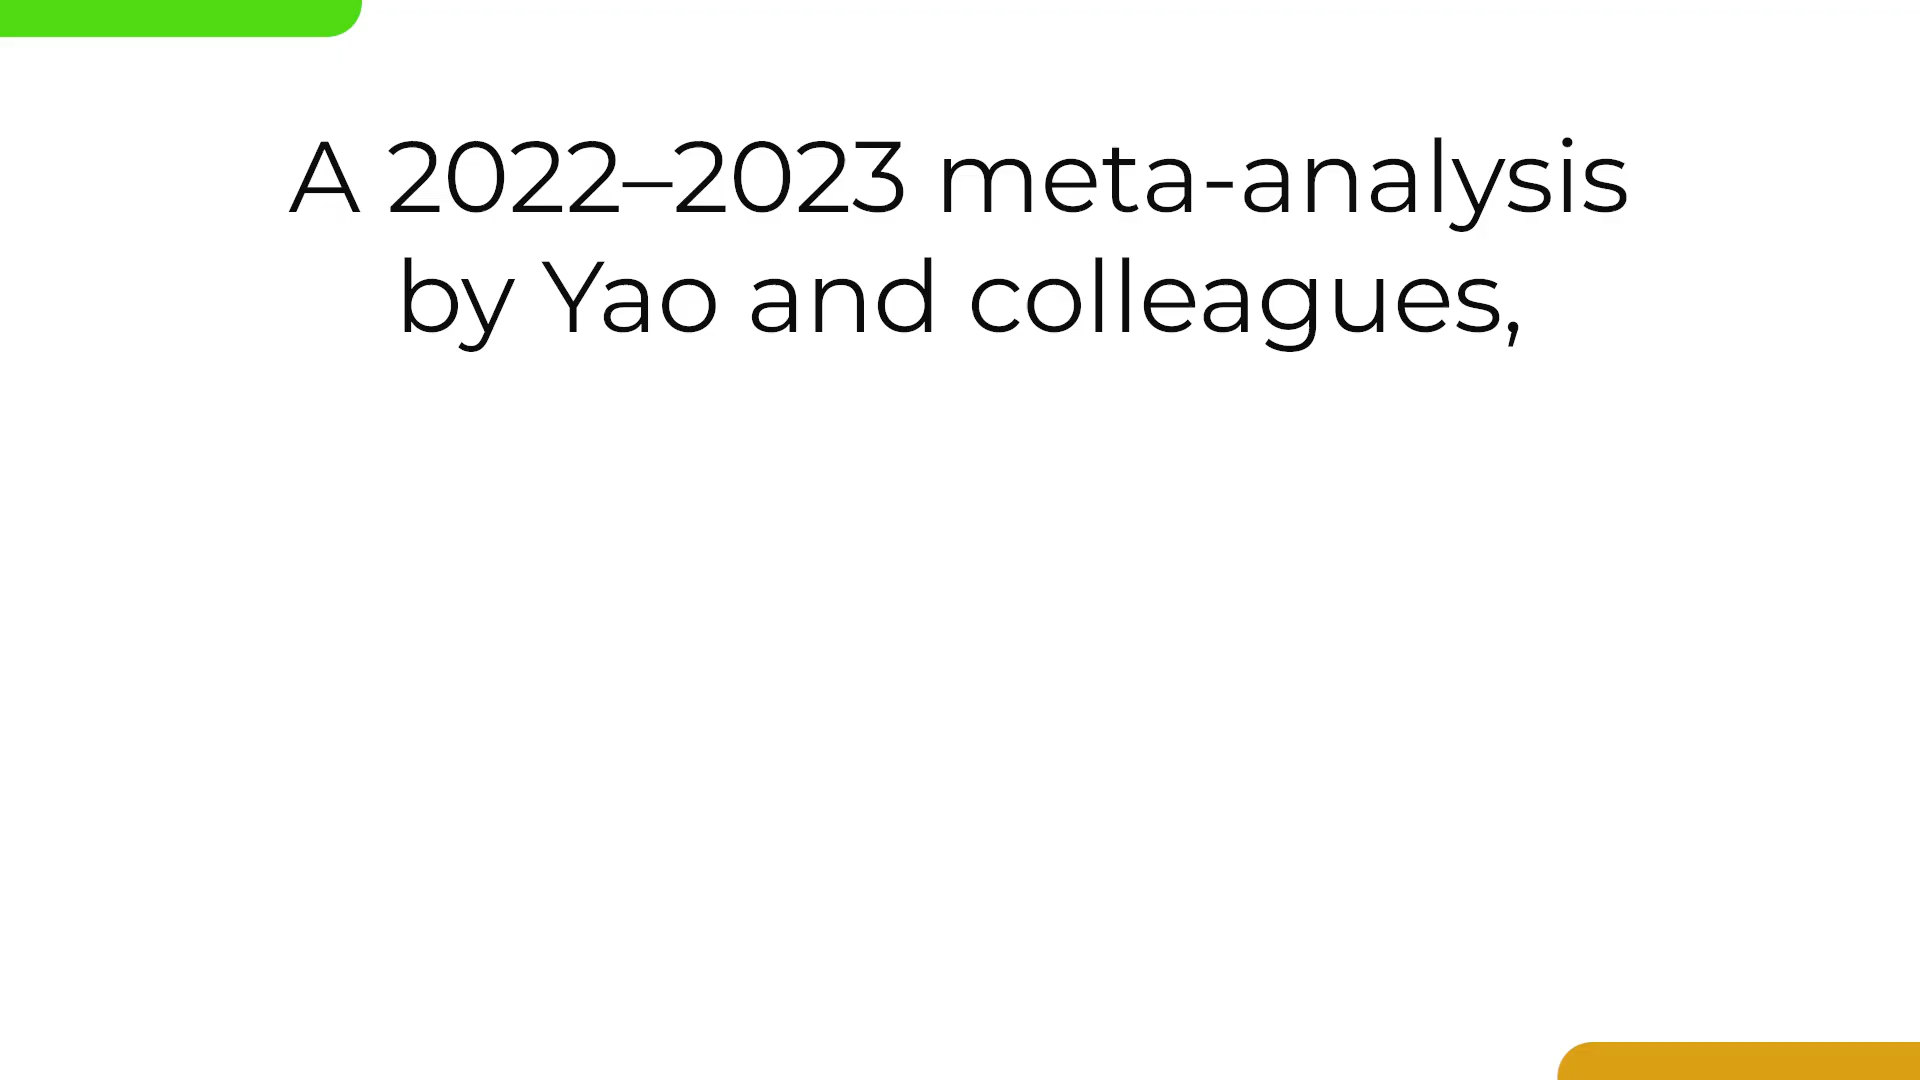 A 2022–2023 meta-analysis
by Yao and colleagues,